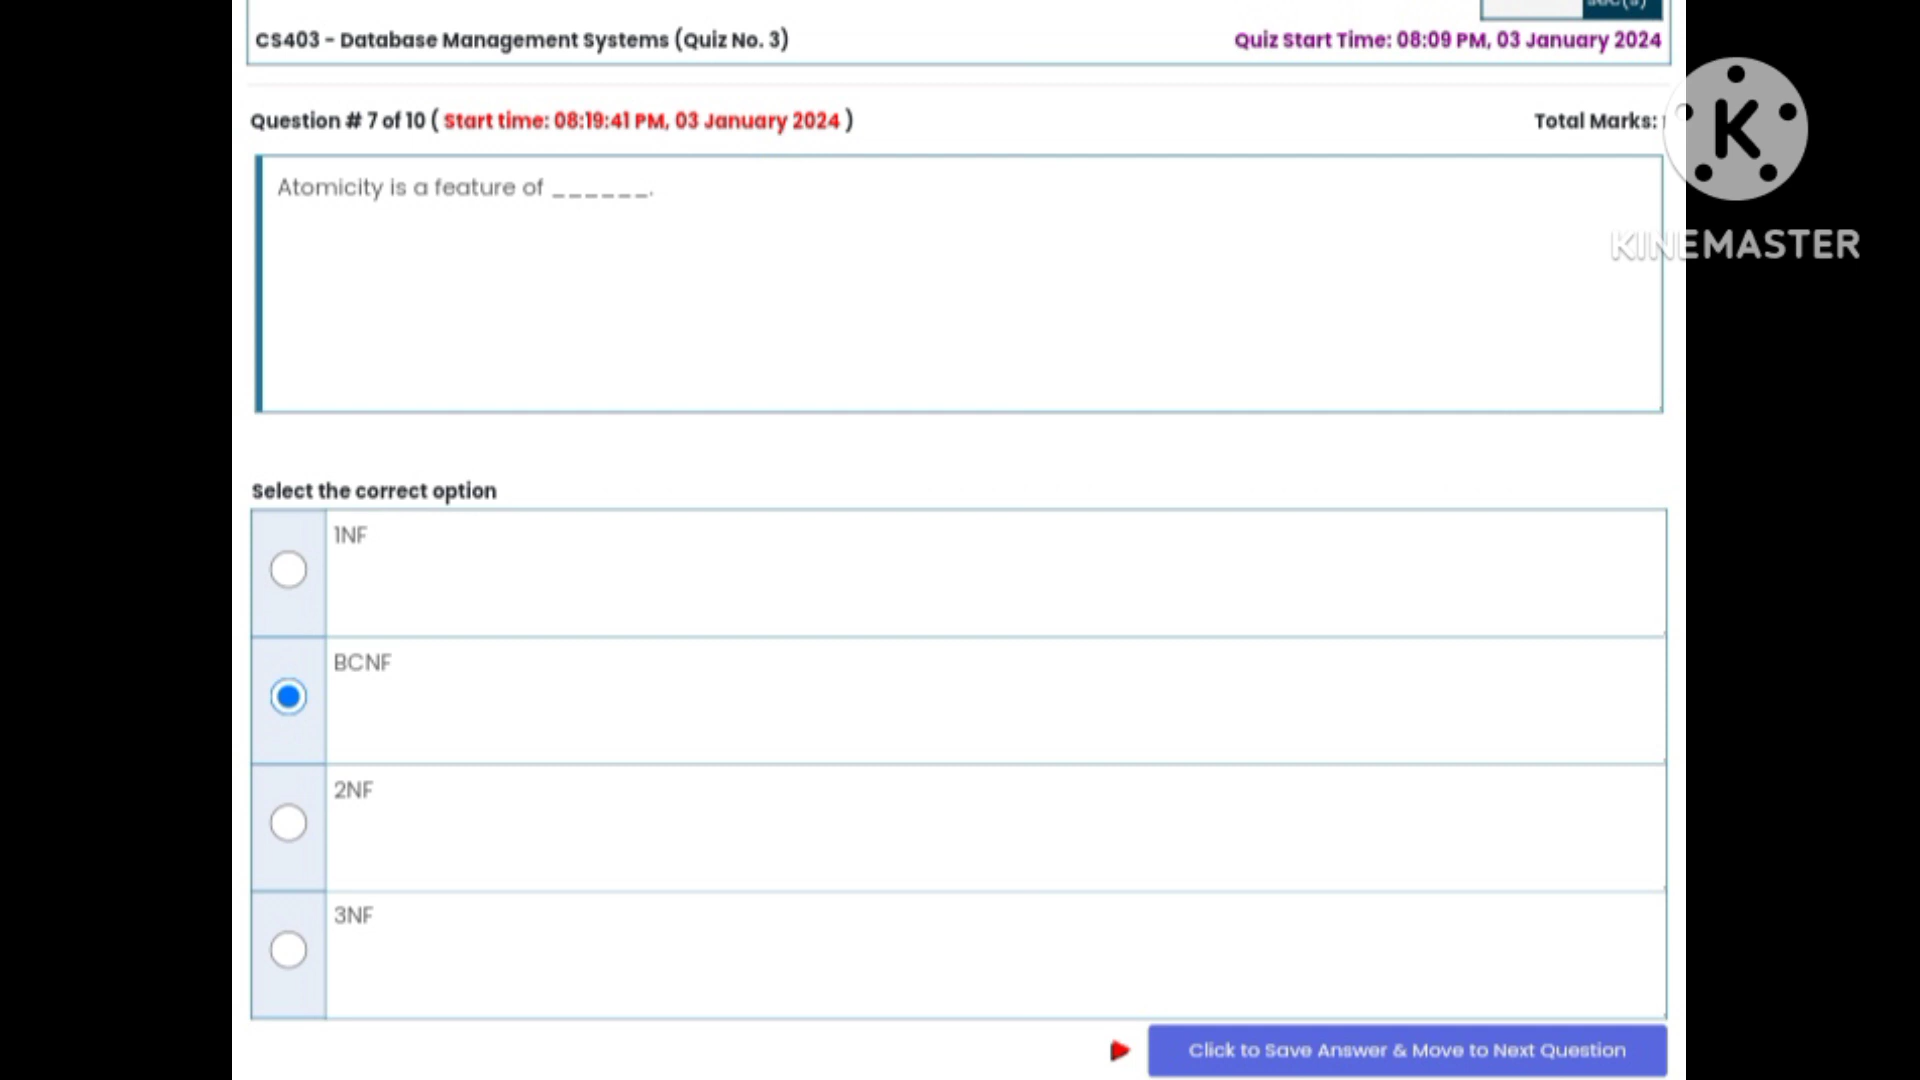 sec(s)
CS403 - Database Management Systems (Quiz No. 3)
Quiz Start Time: 08:09 PM, 03 January 2024
Question # 7 of 10 ( Start time: 08:19:41 PM, 03 January 2024 )
Total Marks:
K
KINEMASTER
Atomicity is a feature of ______.
Select the correct option
1NF
BCNF
2NF
3NF
Click to Save Answer & Move to Next Question